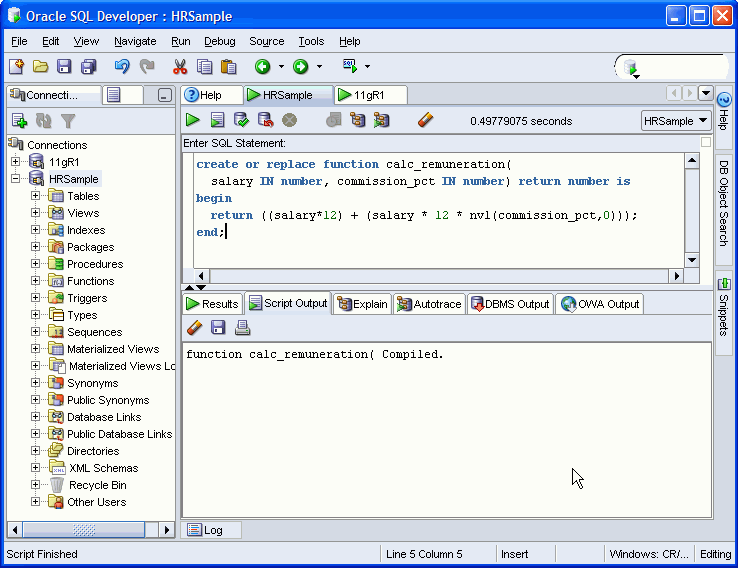 Oracle SQL Developer : HRSample
File Edit View Navigate Run Debug Source Tools Help
Connecti...
Help HRSample 11gR1
0.49779075 seconds HRSample
Enter SQL Statement:
Connections
11gR1
HRSample
Tables
Views
Indexes
Packages
Procedures
Functions
Triggers
Types
Sequences
Materialized Views
Materialized Views Lo
Synonyms
Public Synonyms
Database Links
Public Database Links
Directories
XML Schemas
Recycle Bin
Other Users
create or replace function calc_remuneration(
salary IN number, commission_pct IN number) return number is
begin
return ((salary*12) + (salary * 12 * nvl(commission_pct,0)));
end;
Results Script Output Explain Autotrace DBMS Output OWA Output
function calc_remuneration( Compiled.
Log
Help
DB Object Search
Snippets
Script Finished Line 5 Column 5 Insert Windows: CR/... Editing